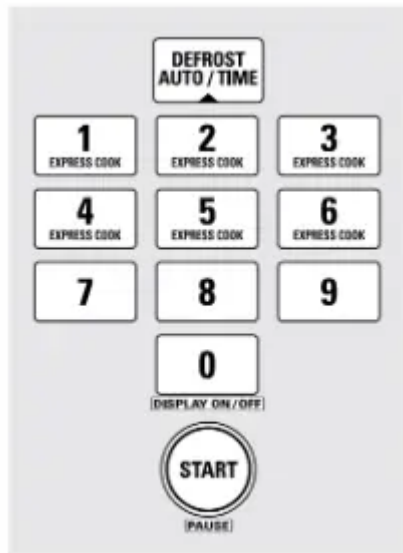 DEFROST
AUTO / TIME
1 2 3
EXPRESS COOK EXPRESS COOK EXPRESS COOK
4 5 6
EXPRESS COOK EXPRESS COOK EXPRESS COOK
7 8 9
0
DISPLAY ON/OFF
START
PAUSE